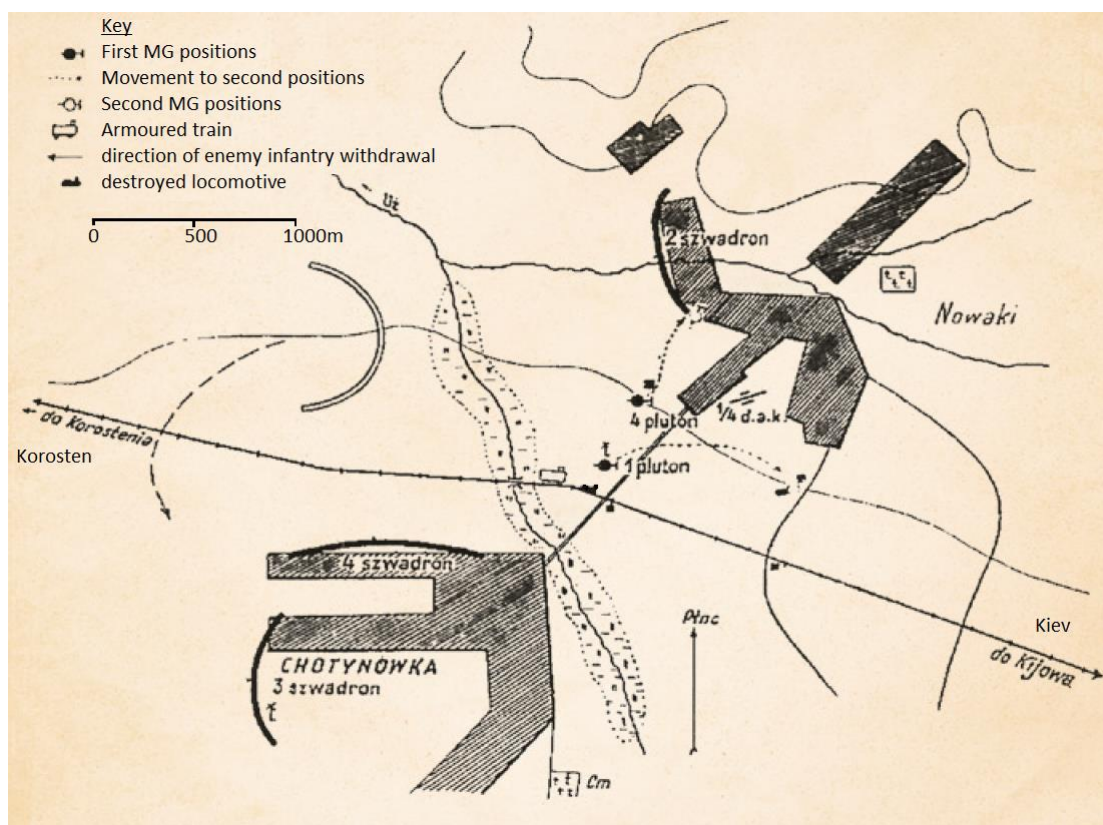 Key
First MG positions
Movement to second positions
Second MG positions
Armoured train
direction of enemy infantry withdrawal
destroyed locomotive
0 500 1000m
Uż
2 szwadron
Nowaki
4 pluton
1/4 d.a.k.
1 pluton
do Korostenia
Korosten
4 szwadron
CHOTYNÓWKA
3 szwadron
Płnc
Kiev
do Kijowa
Cm